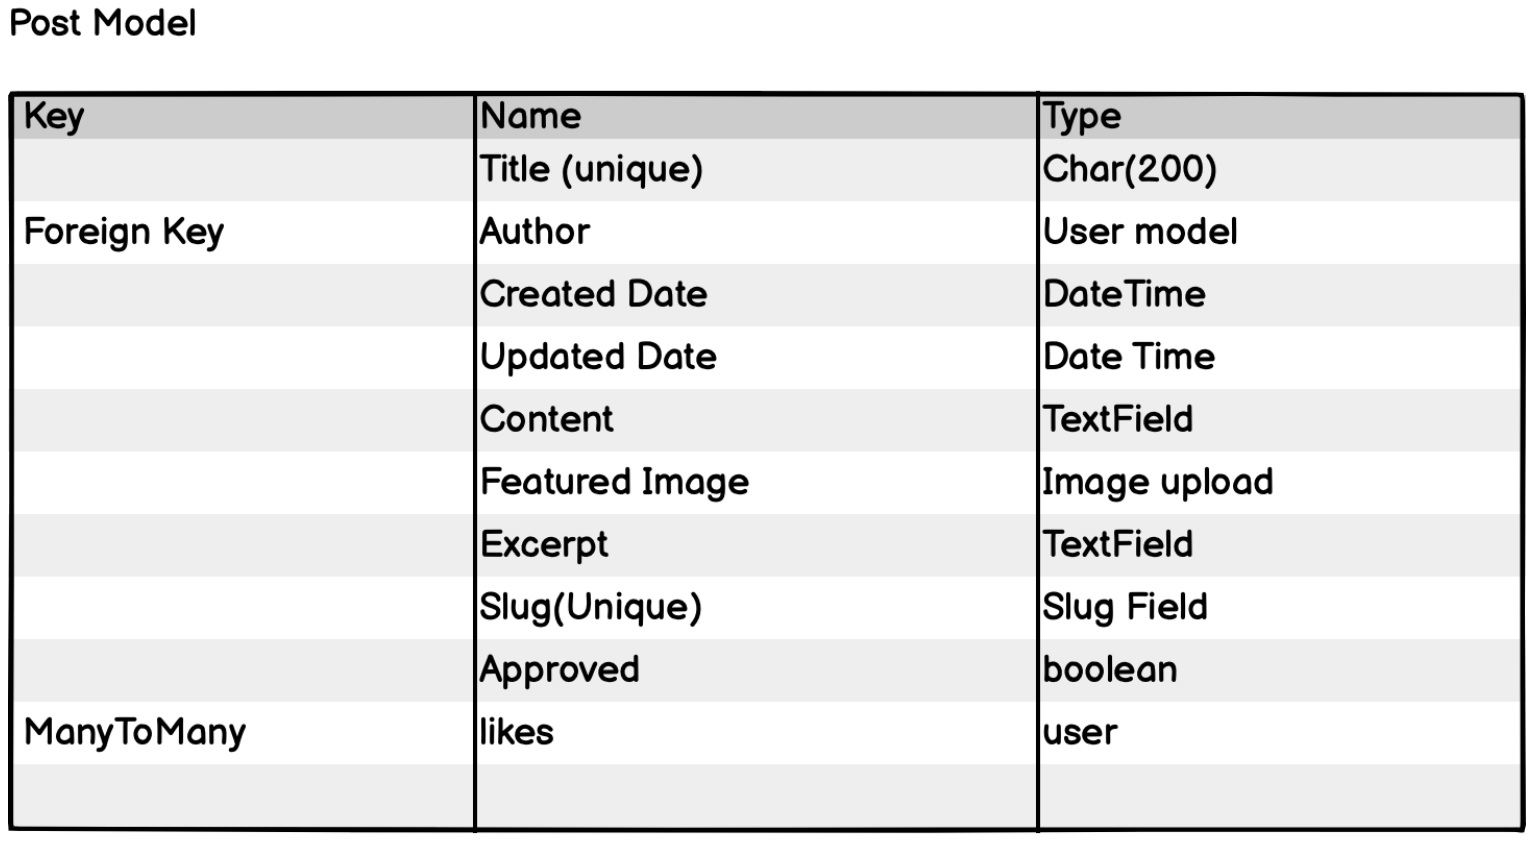 Post Model
Key Name Type
Title (unique) Char(200)
Foreign Key Author User model
Created Date DateTime
Updated Date Date Time
Content TextField
Featured Image Image upload
Excerpt TextField
Slug(Unique) Slug Field
Approved boolean
ManyToMany likes user